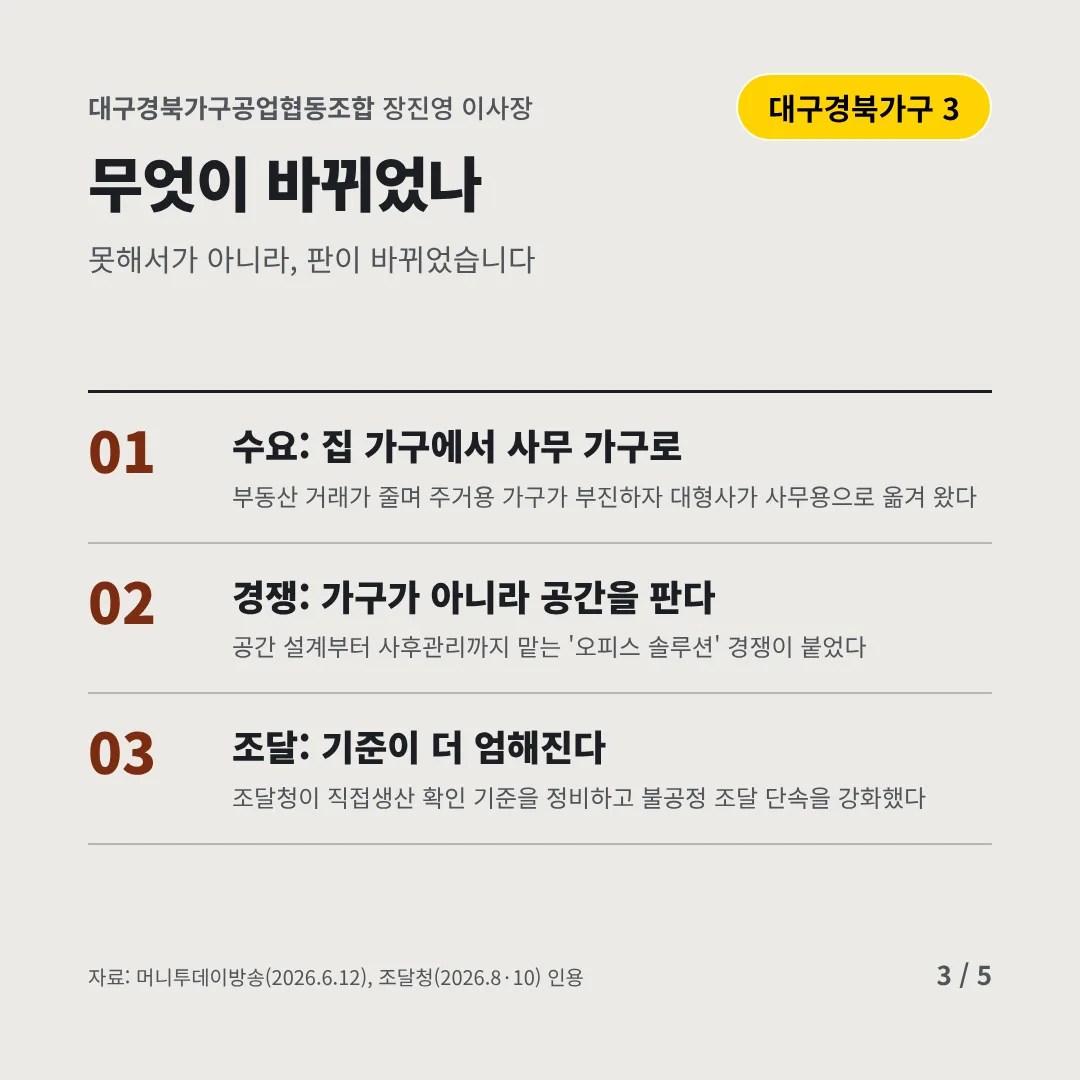 대구경북가구공업협동조합 장진영 이사장
대구경북가구 3
무엇이 바뀌었나
못해서가 아니라, 판이 바뀌었습니다
01
수요: 집 가구에서 사무 가구로
부동산 거래가 줄며 주거용 가구가 부진하자 대형사가 사무용으로 옮겨 왔다
02
경쟁: 가구가 아니라 공간을 판다
공간 설계부터 사후관리까지 맡는 '오피스 솔루션' 경쟁이 붙었다
03
조달: 기준이 더 엄해진다
조달청이 직접생산 확인 기준을 정비하고 불공정 조달 단속을 강화했다
자료: 머니투데이방송(2026.6.12), 조달청(2026.8·10) 인용
3 / 5